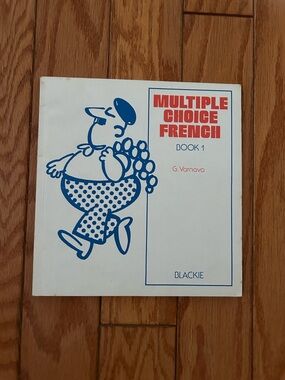 MULTIPLE
CHOICE
FRENCH
BOOK 1
G. Varnava
BLACKIE